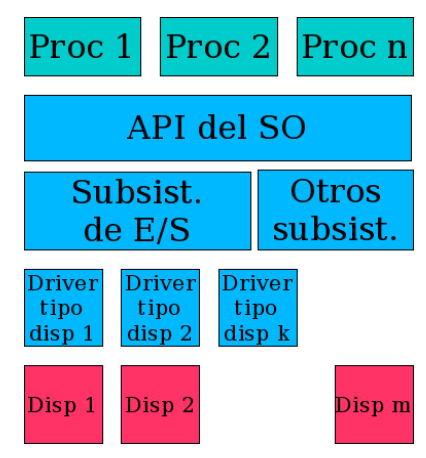 Proc 1 Proc 2 Proc n
API del SO
Subsist.
de E/S
Otros
subsist.
Driver
tipo
disp 1
Driver
tipo
disp 2
Driver
tipo
disp k
Disp 1 Disp 2 Disp m